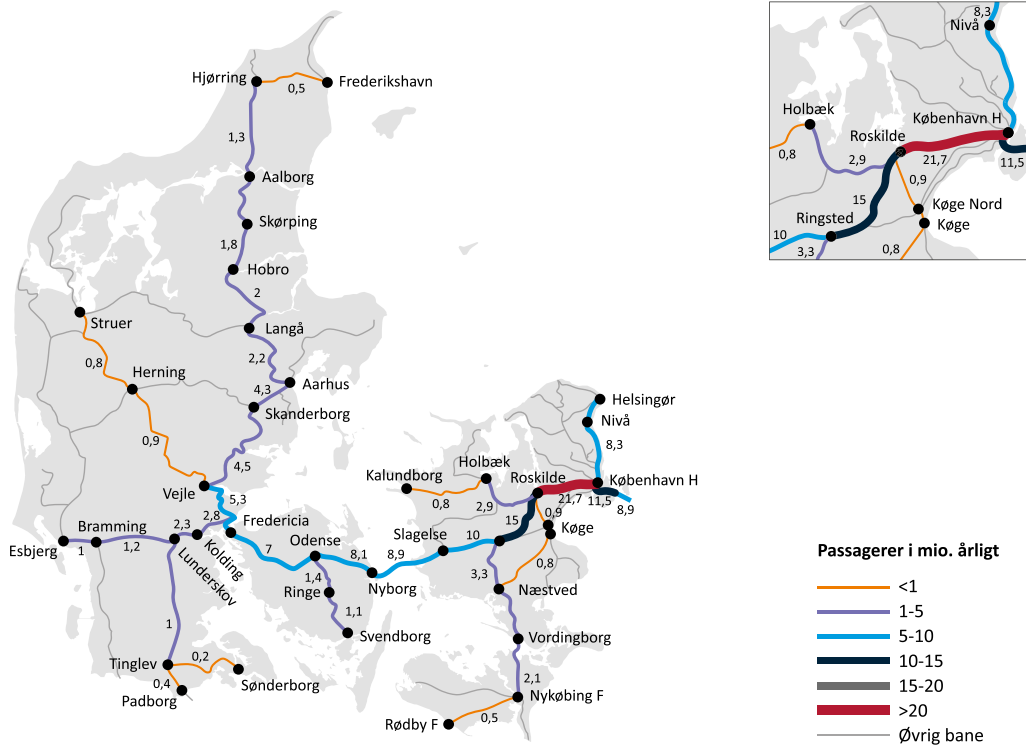 Hjørring
0,5
Frederikshavn
1,3
Aalborg
Skørping
1,8
Hobro
2
Struer
Langå
2,2
0,8
Herning
4,3
Aarhus
Skanderborg
0,9
4,5
Vejle
5,3
Bramming
2,3
2,8
Fredericia
Esbjerg
1
1,2
Lunderskov
Kolding
7
Odense
8,1
8,9
1,4
Ringe
Nyborg
1,1
Svendborg
1
Tinglev
0,2
0,4
Sønderborg
Padborg
Kalundborg
Holbæk
0,8
2,9
Roskilde
21,7
København H
11,5
8,9
Helsingør
Nivå
8,3
Slagelse
10
15
0,9
Køge
0,8
3,3
Næstved
Vordingborg
2,1
Nykøbing F
0,5
Rødby F
8,3
Nivå
Holbæk
København H
Roskilde
0,8
2,9
21,7
11,5
0,9
15
Køge Nord
Ringsted
Køge
10
3,3
0,8
Passagerer i mio. årligt
<1
1-5
5-10
10-15
15-20
>20
Øvrig bane